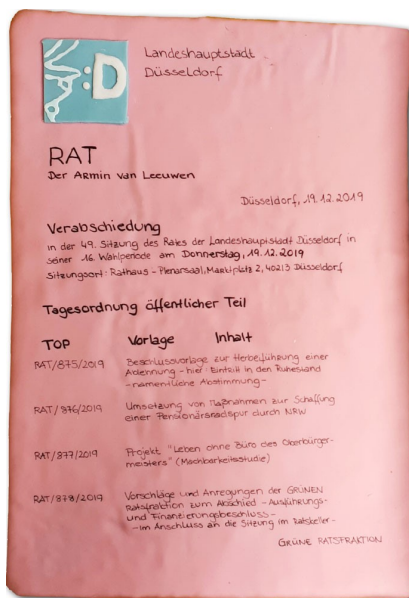 :D
Landeshauptstadt
Düsseldorf
RAT
Der Armin van Leeuwen
Düsseldorf, 19.12.2019
Verabschiedung
in der 49. Sitzung des Rates der Landeshauptstadt Düsseldorf in
seiner 16. Wahlperiode am Donnerstag, 19.12.2019
Sitzungsort: Rathaus - Plenarsaal, Marktplatz 2, 40213 Düsseldorf
Tagesordnung öffentlicher Teil
TOP Vorlage Inhalt
RAT/875/2019 Beschlussvorlage zur Herbeiführung einer
Aberkennung - hier: Eintritt in den Ruhestand
- namentliche Abstimmung -
RAT/876/2019 Umsetzung von Maßnahmen zur Schaffung
einer Pensionärsradspur durch NRW
RAT/877/2019 Projekt "Leben ohne Büro des Oberbürger-
meisters" (Machbarkeitsstudie)
RAT/878/2019 Vorschläge und Anregungen der GRÜNEN
Ratsfraktion zum Abschied - Ausführungs-
und Finanzierungsbeschluss -
- im Anschluss an die Sitzung im Ratskeller -
GRÜNE RATSFRAKTION